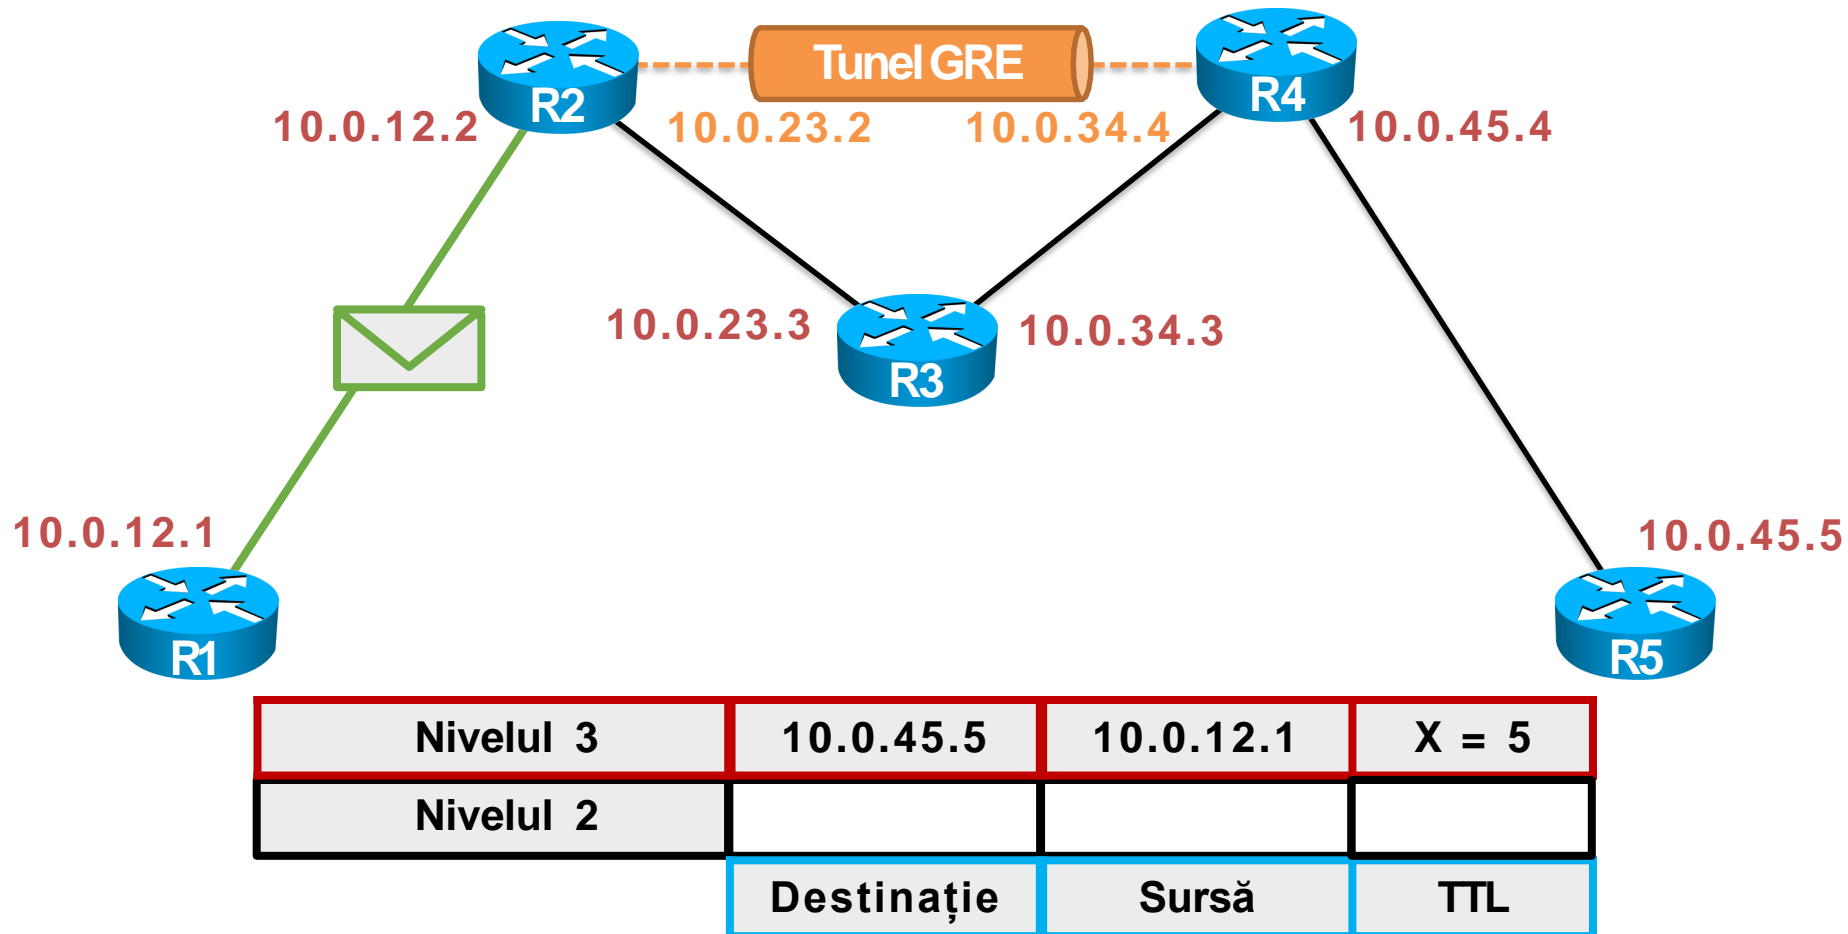 Tunel GRE
R2
R4
10.0.12.2
10.0.23.2
10.0.34.4
10.0.45.4
10.0.23.3
10.0.34.3
R3
10.0.12.1
10.0.45.5
R1
R5
Nivelul 3 10.0.45.5 10.0.12.1 X = 5
Nivelul 2
Destinație Sursă TTL